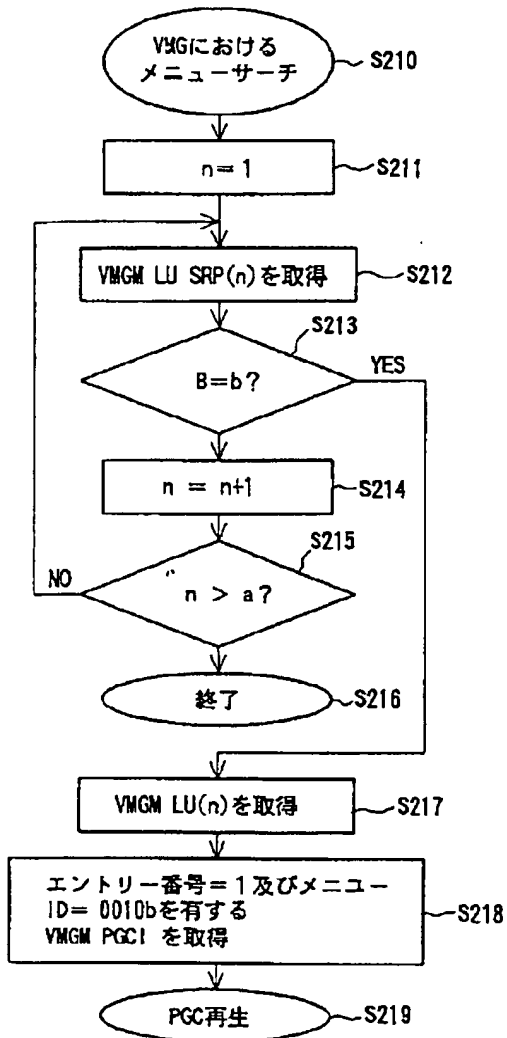 VMGにおける
メニューサーチ
S210
n=1
S211
VMGM LU SRP(n)を取得
S212
S213
B=b?
YES
n = n+1
S214
S215
NO
n > a?
終了
S216
VMGM LU(n)を取得
S217
エントリー番号=1及びメニユー
ID=0010bを有する
VMGM PGCI を取得
S218
PGC再生
S219